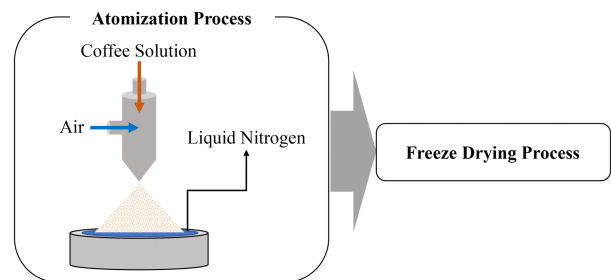 Atomization Process
Coffee Solution
Air
Liquid Nitrogen
Freeze Drying Process